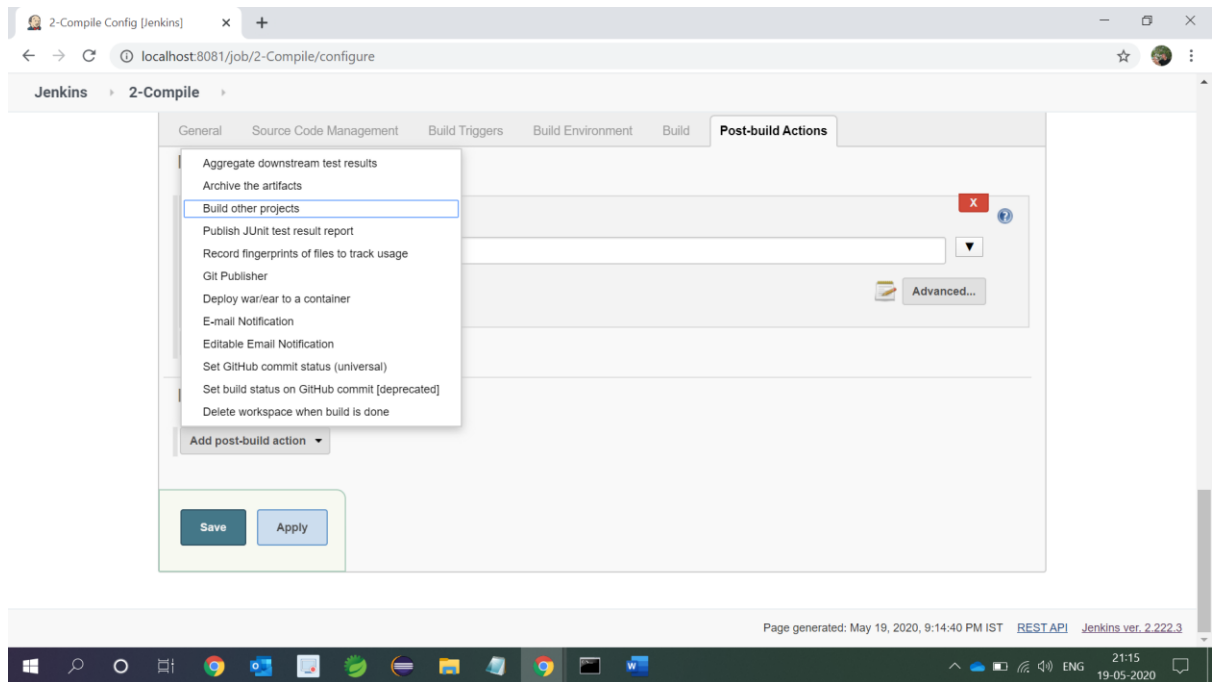 2-Compile Config [Jenkins]
localhost:8081/job/2-Compile/configure
Jenkins 2-Compile
General Source Code Management Build Triggers Build Environment Build Post-build Actions
Aggregate downstream test results
Archive the artifacts
Build other projects
X
Publish JUnit test result report
Record fingerprints of files to track usage
Git Publisher
Deploy war/ear to a container
Advanced...
E-mail Notification
Editable Email Notification
Set GitHub commit status (universal)
Set build status on GitHub commit [deprecated]
Delete workspace when build is done
Add post-build action
Save Apply
Page generated: May 19, 2020, 9:14:40 PM IST REST API Jenkins ver. 2.222.3
ENG
21:15
19-05-2020